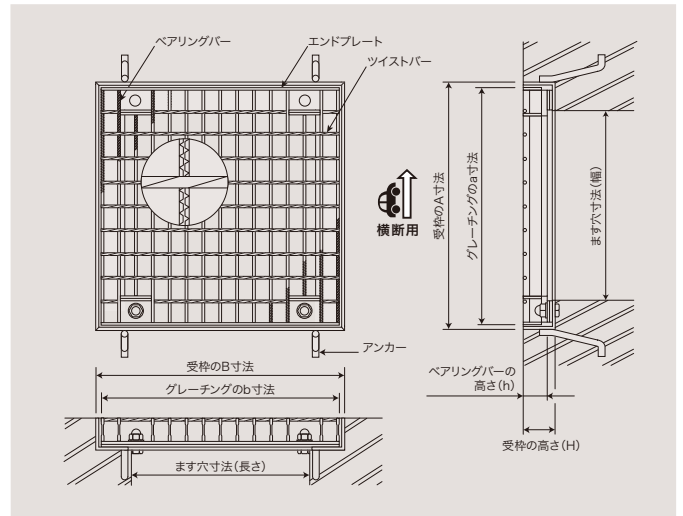 ベアリングバー
エンドプレート
ツイストバー
横断用
受枠のA寸法
グレーチングのa寸法
ます穴寸法(幅)
アンカー
受枠のB寸法
グレーチングのb寸法
ます穴寸法(長さ)
ベアリングバーの
高さ(h)
受枠の高さ(H)